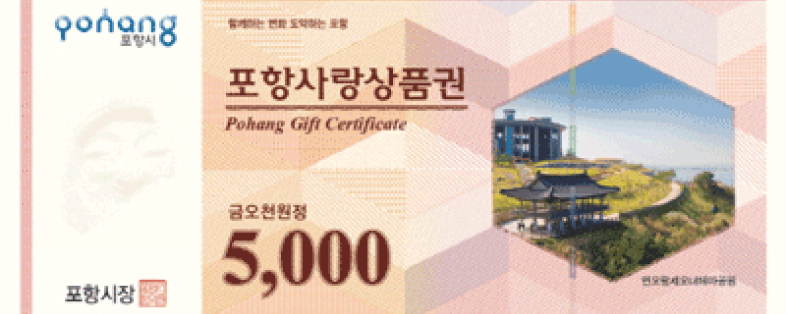 pohang
포항시
함께하는 변화 도약하는 포항
포항사랑상품권
Pohang Gift Certificate
금오천원정
5,000
포항시장
연오랑세오녀테마공원